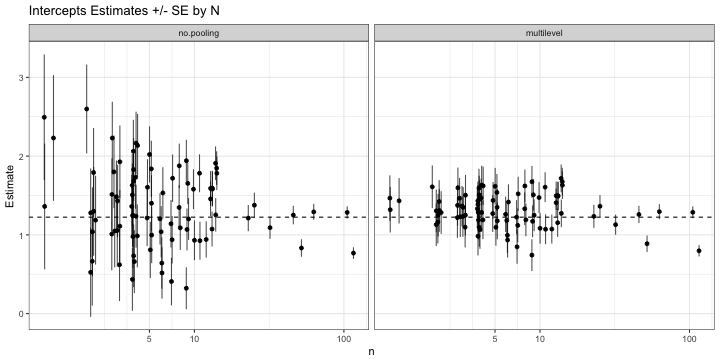 Intercepts Estimates +/- SE by N
no.pooling
multilevel
Estimate
3
2
1
0
5
10
100
5
10
100
n